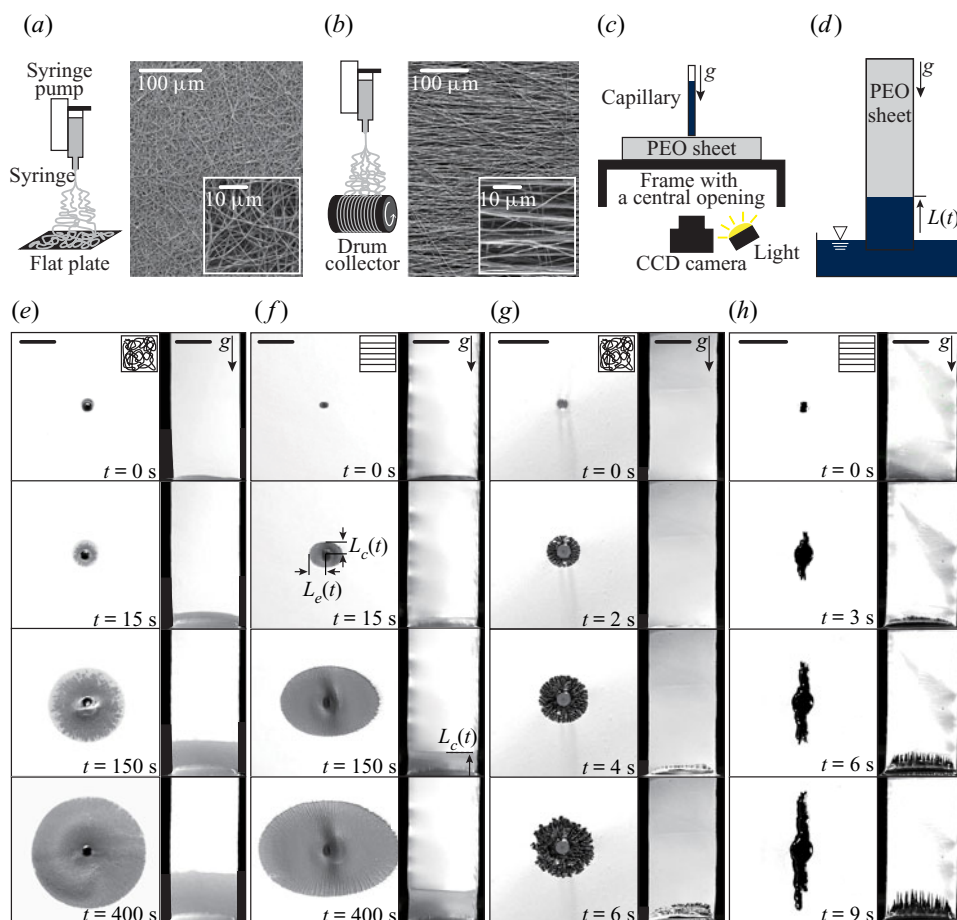 (a)
(b)
(c)
(d)
Syringe
pump
Syringe
Flat plate
100 μm
10 μm
Drum
collector
100 μm
10 μm
g
Capillary
PEO sheet
Frame with
a central opening
CCD camera
Light
g
PEO
sheet
L(t)
(e)
(f)
(g)
(h)
g
g
g
g
t = 0 s
t = 0 s
t = 0 s
t = 0 s
L_c(t)
L_e(t)
t = 15 s
t = 15 s
t = 2 s
t = 3 s
L_c(t)
t = 150 s
t = 150 s
t = 4 s
t = 6 s
t = 400 s
t = 400 s
t = 6 s
t = 9 s